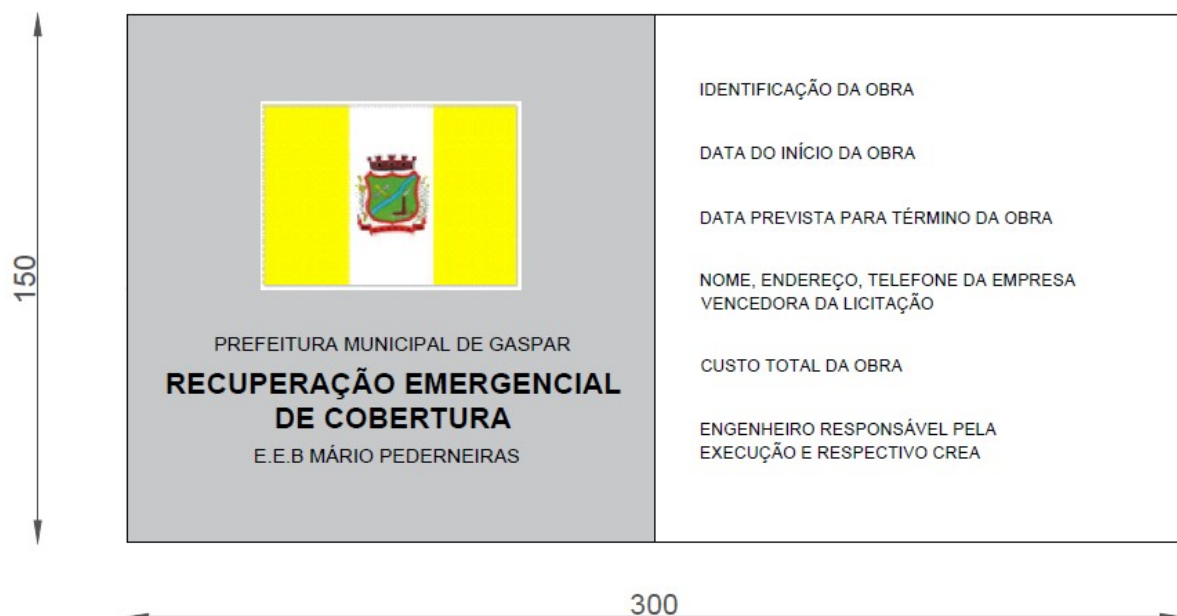 150
PREFEITURA MUNICIPAL DE GASPAR
RECUPERAÇÃO EMERGENCIAL
DE COBERTURA
E.E.B MÁRIO PEDERNEIRAS
IDENTIFICAÇÃO DA OBRA
DATA DO INÍCIO DA OBRA
DATA PREVISTA PARA TÉRMINO DA OBRA
NOME, ENDEREÇO, TELEFONE DA EMPRESA
VENCEDORA DA LICITAÇÃO
CUSTO TOTAL DA OBRA
ENGENHEIRO RESPONSÁVEL PELA
EXECUÇÃO E RESPECTIVO CREA
300